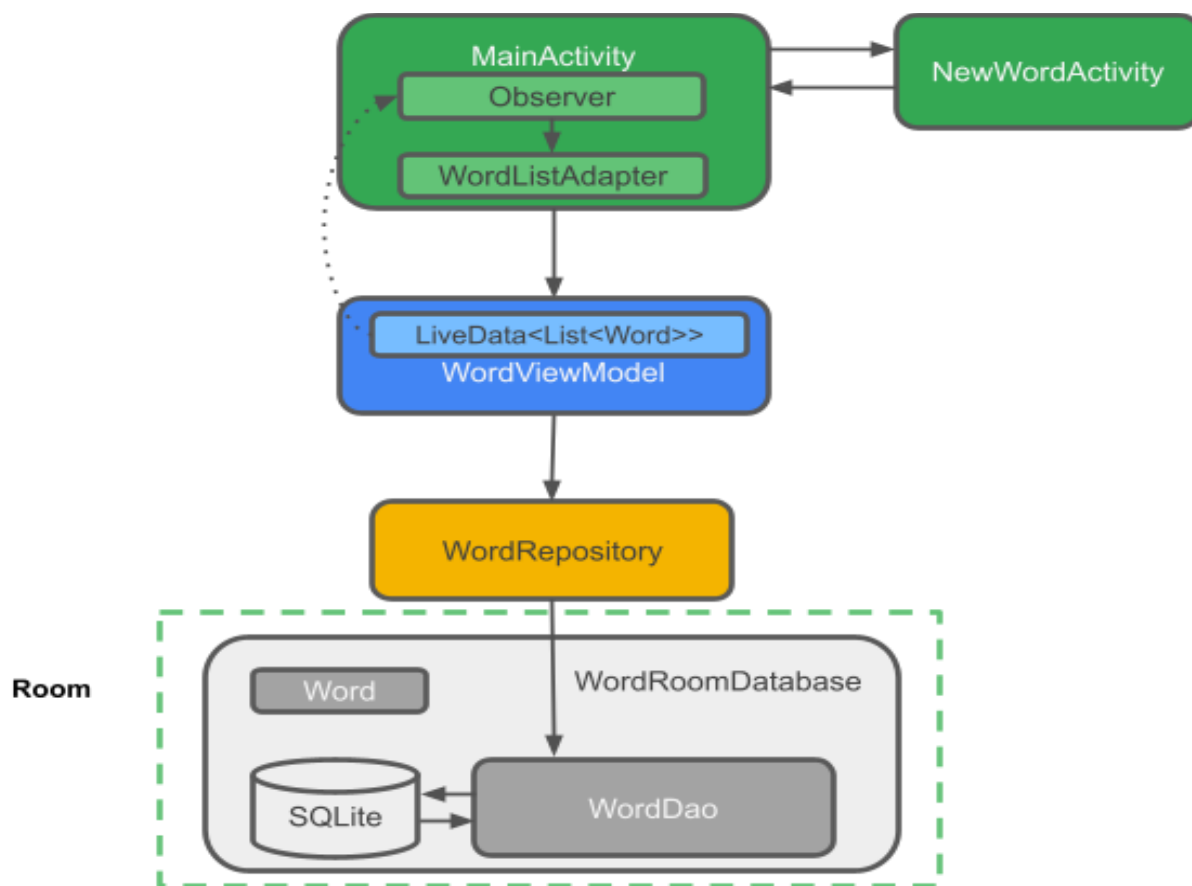 MainActivity
NewWordActivity
Observer
WordListAdapter
LiveData<List<Word>>
WordViewModel
WordRepository
Room
Word
WordRoomDatabase
SQLite
WordDao